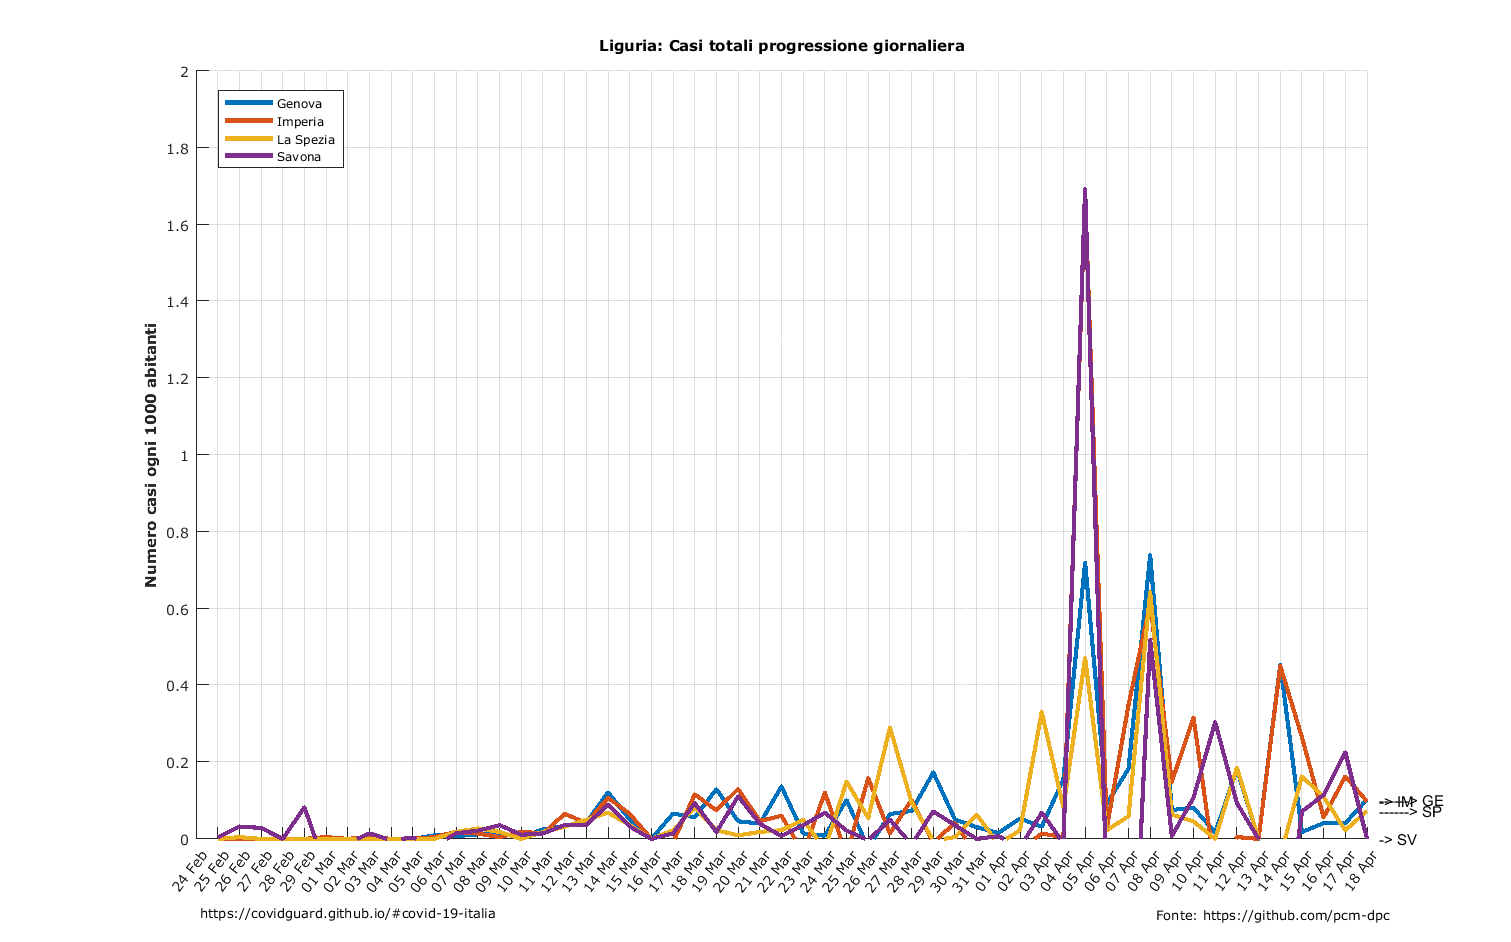 Liguria: Casi totali progressione giornaliera
Numero casi ogni 1000 abitanti
2
1.8
1.6
1.4
1.2
1
0.8
0.6
0.4
0.2
0
Genova
Imperia
La Spezia
Savona
24 Feb
25 Feb
26 Feb
27 Feb
28 Feb
29 Feb
01 Mar
02 Mar
03 Mar
04 Mar
05 Mar
06 Mar
07 Mar
08 Mar
09 Mar
10 Mar
11 Mar
12 Mar
13 Mar
14 Mar
15 Mar
16 Mar
17 Mar
18 Mar
19 Mar
20 Mar
21 Mar
22 Mar
23 Mar
24 Mar
25 Mar
26 Mar
27 Mar
28 Mar
29 Mar
30 Mar
31 Mar
01 Apr
02 Apr
03 Apr
04 Apr
05 Apr
06 Apr
07 Apr
08 Apr
09 Apr
10 Apr
11 Apr
12 Apr
13 Apr
14 Apr
15 Apr
16 Apr
17 Apr
18 Apr
-> IM
GE
------> SP
-> SV
https://covidguard.github.io/#covid-19-italia
Fonte: https://github.com/pcm-dpc